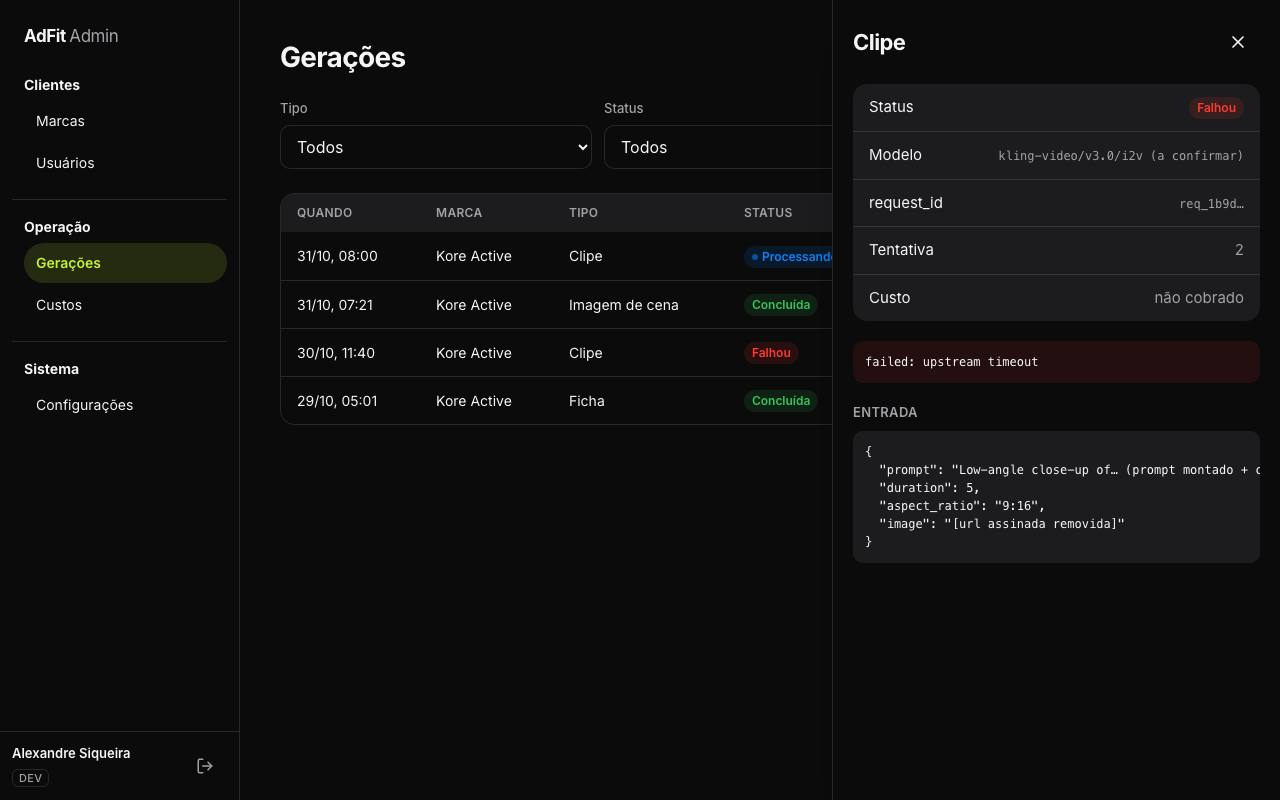 AdFit Admin
Clientes
Marcas
Usuários
Operação
Gerações
Custos
Sistema
Configurações
Alexandre Siqueira
DEV
Gerações
Tipo
Status
Todos
Todos
QUANDO MARCA TIPO STATUS
31/10, 08:00 Kore Active Clipe Processando
31/10, 07:21 Kore Active Imagem de cena Concluída
30/10, 11:40 Kore Active Clipe Falhou
29/10, 05:01 Kore Active Ficha Concluída
Clipe
Status Falhou
Modelo kling-video/v3.0/i2v (a confirmar)
request_id req_1b9d…
Tentativa 2
Custo não cobrado
failed: upstream timeout
ENTRADA
{
"prompt": "Low-angle close-up of… (prompt montado +
"duration": 5,
"aspect_ratio": "9:16",
"image": "[url assinada removida]"
}